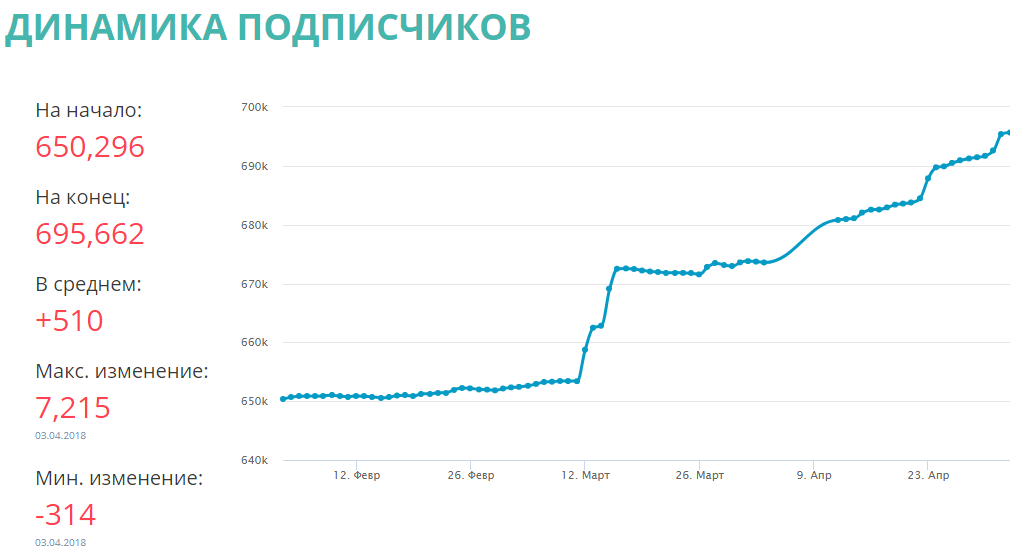 ДИНАМИКА ПОДПИСЧИКОВ
На начало:
650,296
На конец:
695,662
В среднем:
+510
Макс. изменение:
7,215
03.04.2018
Мин. изменение:
-314
03.04.2018
700k
690k
680k
670k
660k
650k
640k
12. Февр
26. Февр
12. Март
26. Март
9. Апр
23. Апр